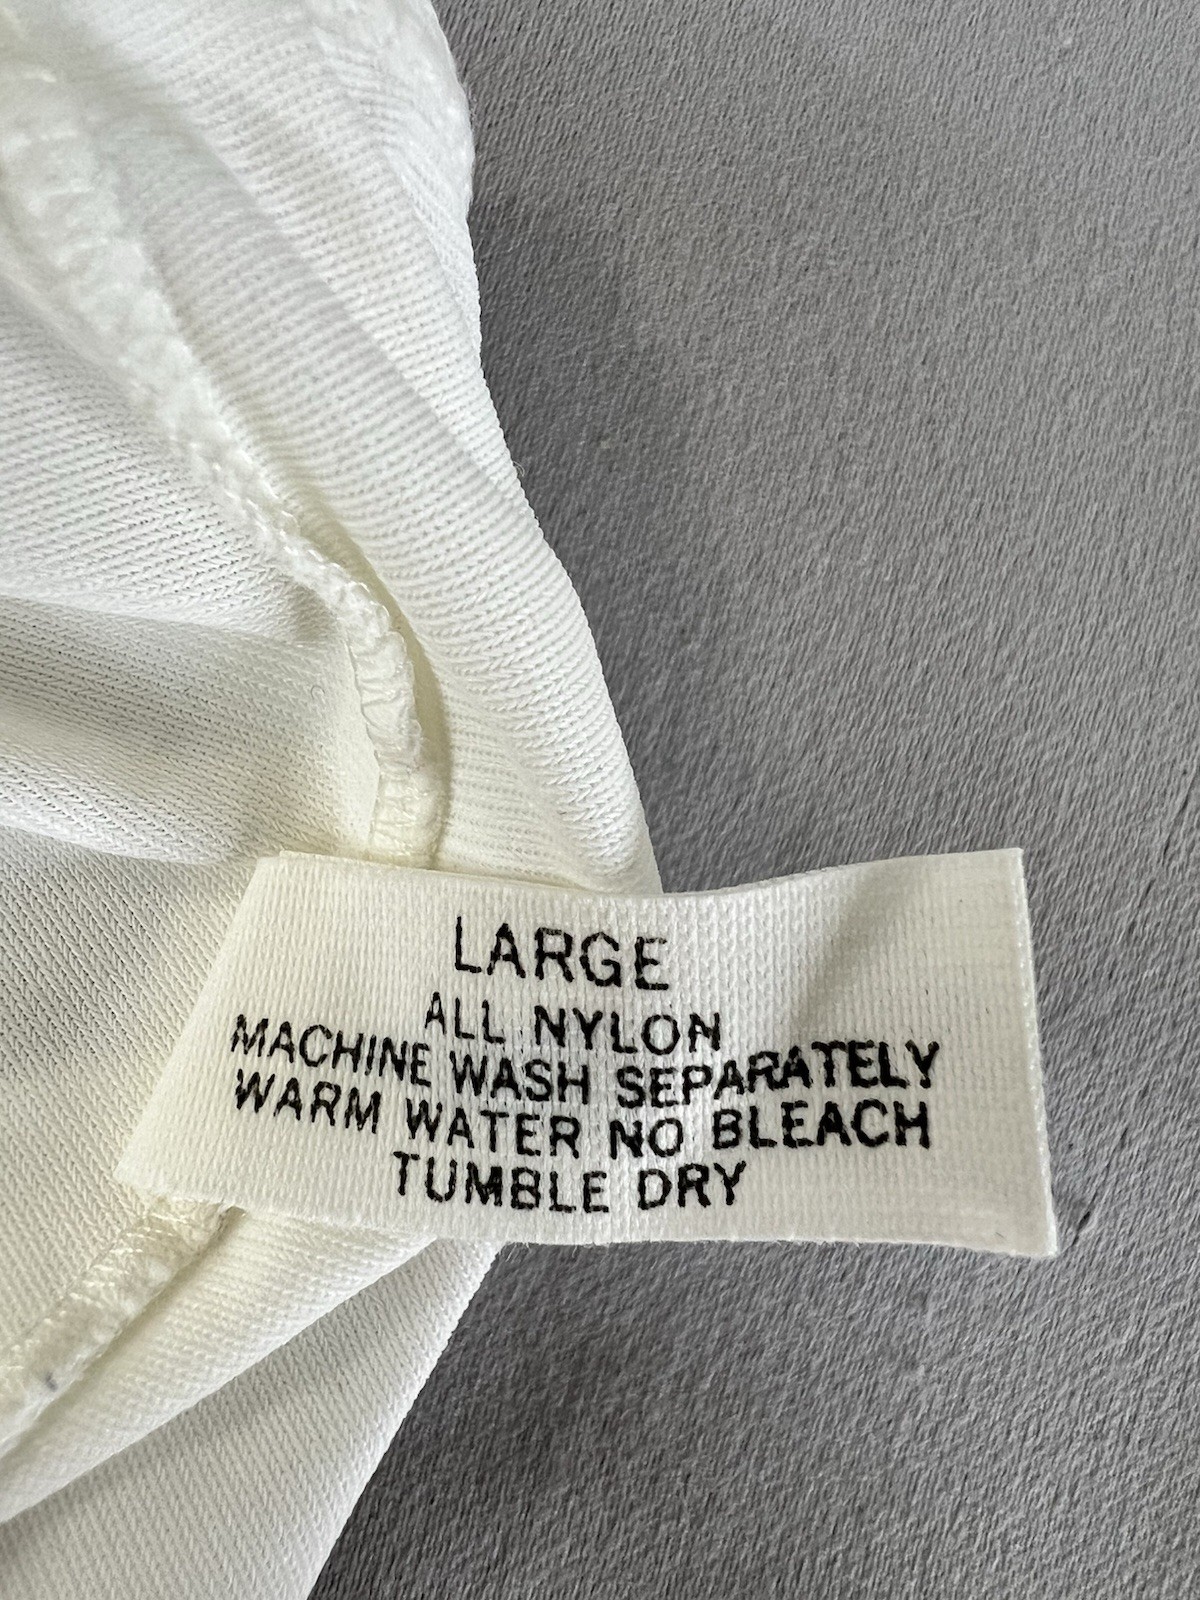 LARGE
ALL NYLON
MACHINE WASH SEPARATELY
WARM WATER NO BLEACH
TUMBLE DRY